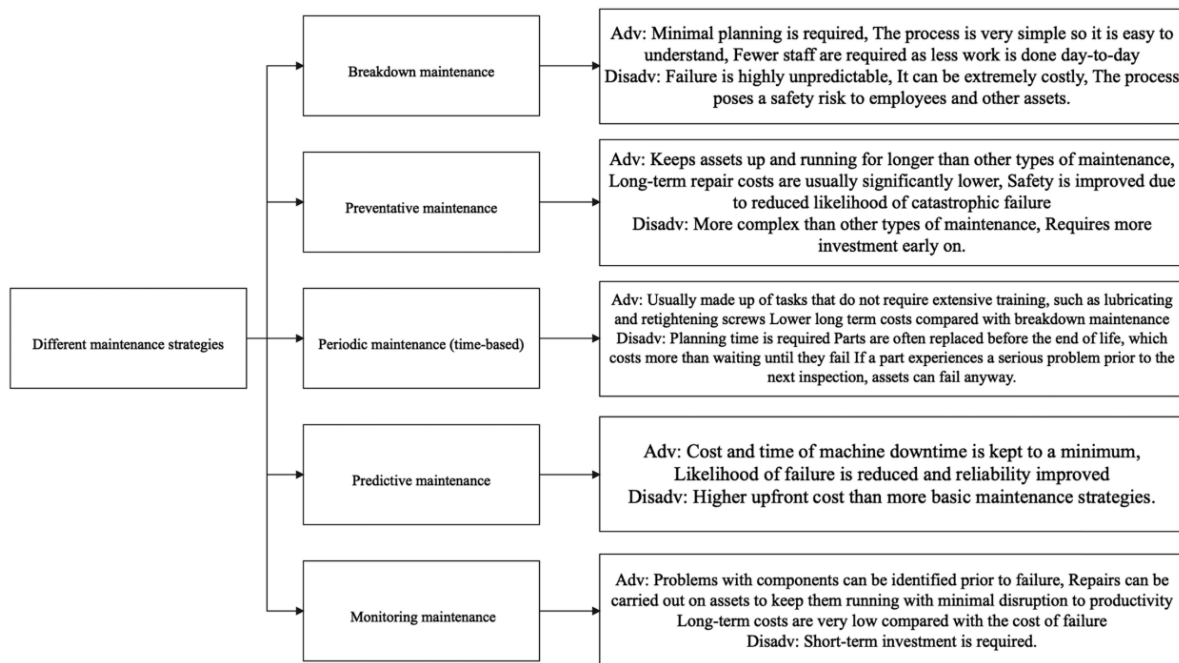 Different maintenance strategies
Breakdown maintenance
Adv: Minimal planning is required, The process is very simple so it is easy to
understand, Fewer staff are required as less work is done day-to-day
Disadv: Failure is highly unpredictable, It can be extremely costly, The process
poses a safety risk to employees and other assets.
Preventative maintenance
Adv: Keeps assets up and running for longer than other types of maintenance,
Long-term repair costs are usually significantly lower, Safety is improved due
to reduced likelihood of catastrophic failure
Disadv: More complex than other types of maintenance, Requires more
investment early on.
Periodic maintenance (time-based)
Adv: Usually made up of tasks that do not require extensive training, such as lubricating
and retightening screws Lower long term costs compared with breakdown maintenance
Disadv: Planning time is required Parts are often replaced before the end of life, which
costs more than waiting until they fail If a part experiences a serious problem prior to the
next inspection, assets can fail anyway.
Predictive maintenance
Adv: Cost and time of machine downtime is kept to a minimum,
Likelihood of failure is reduced and reliability improved
Disadv: Higher upfront cost than more basic maintenance strategies.
Monitoring maintenance
Adv: Problems with components can be identified prior to failure, Repairs can be
carried out on assets to keep them running with minimal disruption to productivity
Long-term costs are very low compared with the cost of failure
Disadv: Short-term investment is required.